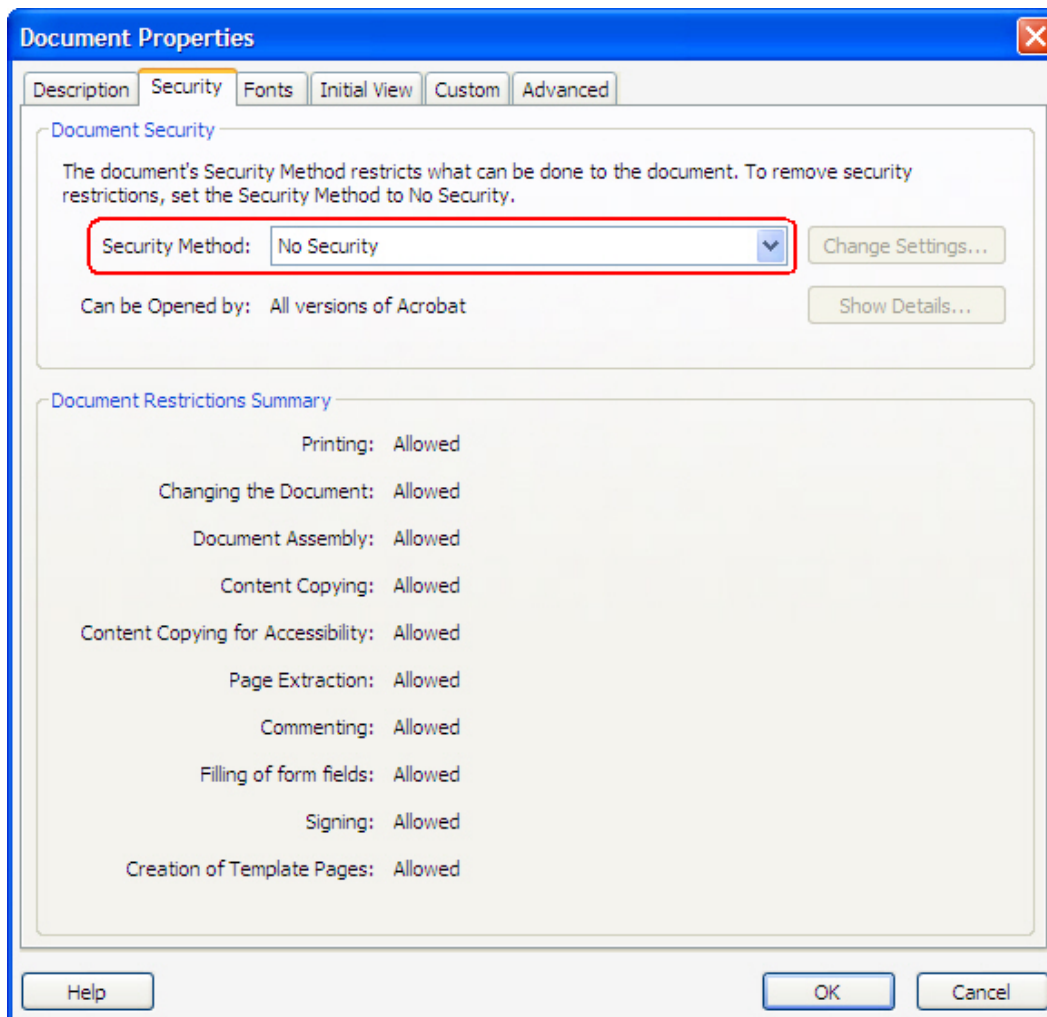 Document Properties
Description Security Fonts Initial View Custom Advanced
Document Security
The document's Security Method restricts what can be done to the document. To remove security
restrictions, set the Security Method to No Security.
Security Method: No Security Change Settings...
Can be Opened by: All versions of Acrobat Show Details...
Document Restrictions Summary
Printing: Allowed
Changing the Document: Allowed
Document Assembly: Allowed
Content Copying: Allowed
Content Copying for Accessibility: Allowed
Page Extraction: Allowed
Commenting: Allowed
Filling of form fields: Allowed
Signing: Allowed
Creation of Template Pages: Allowed
Help OK Cancel